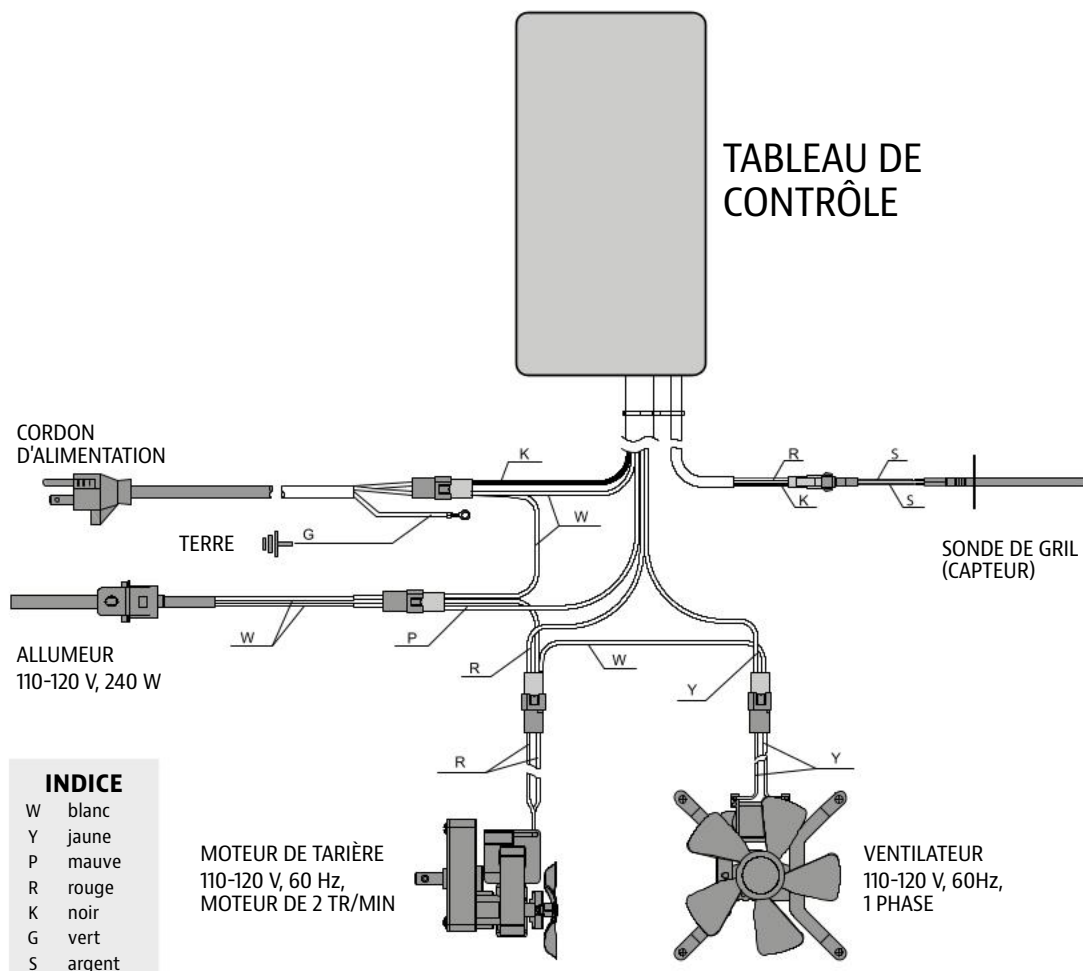 TABLEAU DE
CONTRÔLE
CORDON
D'ALIMENTATION
K
W
R
K
S
S
TERRE
G
SONDE DE GRIL
(CAPTEUR)
W
P
R
W
Y
ALLUMEUR
110-120 V, 240 W
R
Y
INDICE
W blanc
Y jaune
P mauve
R rouge
K noir
G vert
S argent
MOTEUR DE TARIÈRE
110-120 V, 60 Hz,
MOTEUR DE 2 TR/MIN
VENTILATEUR
110-120 V, 60Hz,
1 PHASE